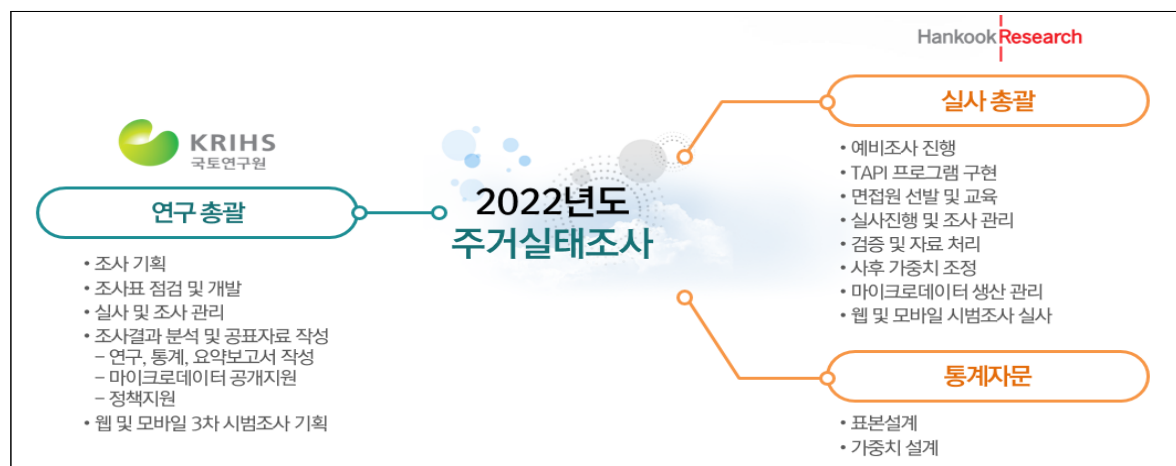 KRIHS
국토연구원
연구 총괄
• 조사 기획
• 조사표 점검 및 개발
• 실사 및 조사 관리
• 조사결과 분석 및 공표자료 작성
– 연구, 통계, 요약보고서 작성
– 마이크로데이터 공개지원
– 정책지원
• 웹 및 모바일 3차 시범조사 기획
2022년도
주거실태조사
Hankook Research
실사 총괄
• 예비조사 진행
• TAPI 프로그램 구현
• 면접원 선발 및 교육
• 실사진행 및 조사 관리
• 검증 및 자료 처리
• 사후 가중치 조정
• 마이크로데이터 생산 관리
• 웹 및 모바일 시범조사 실사
통계자문
• 표본설계
• 가중치 설계